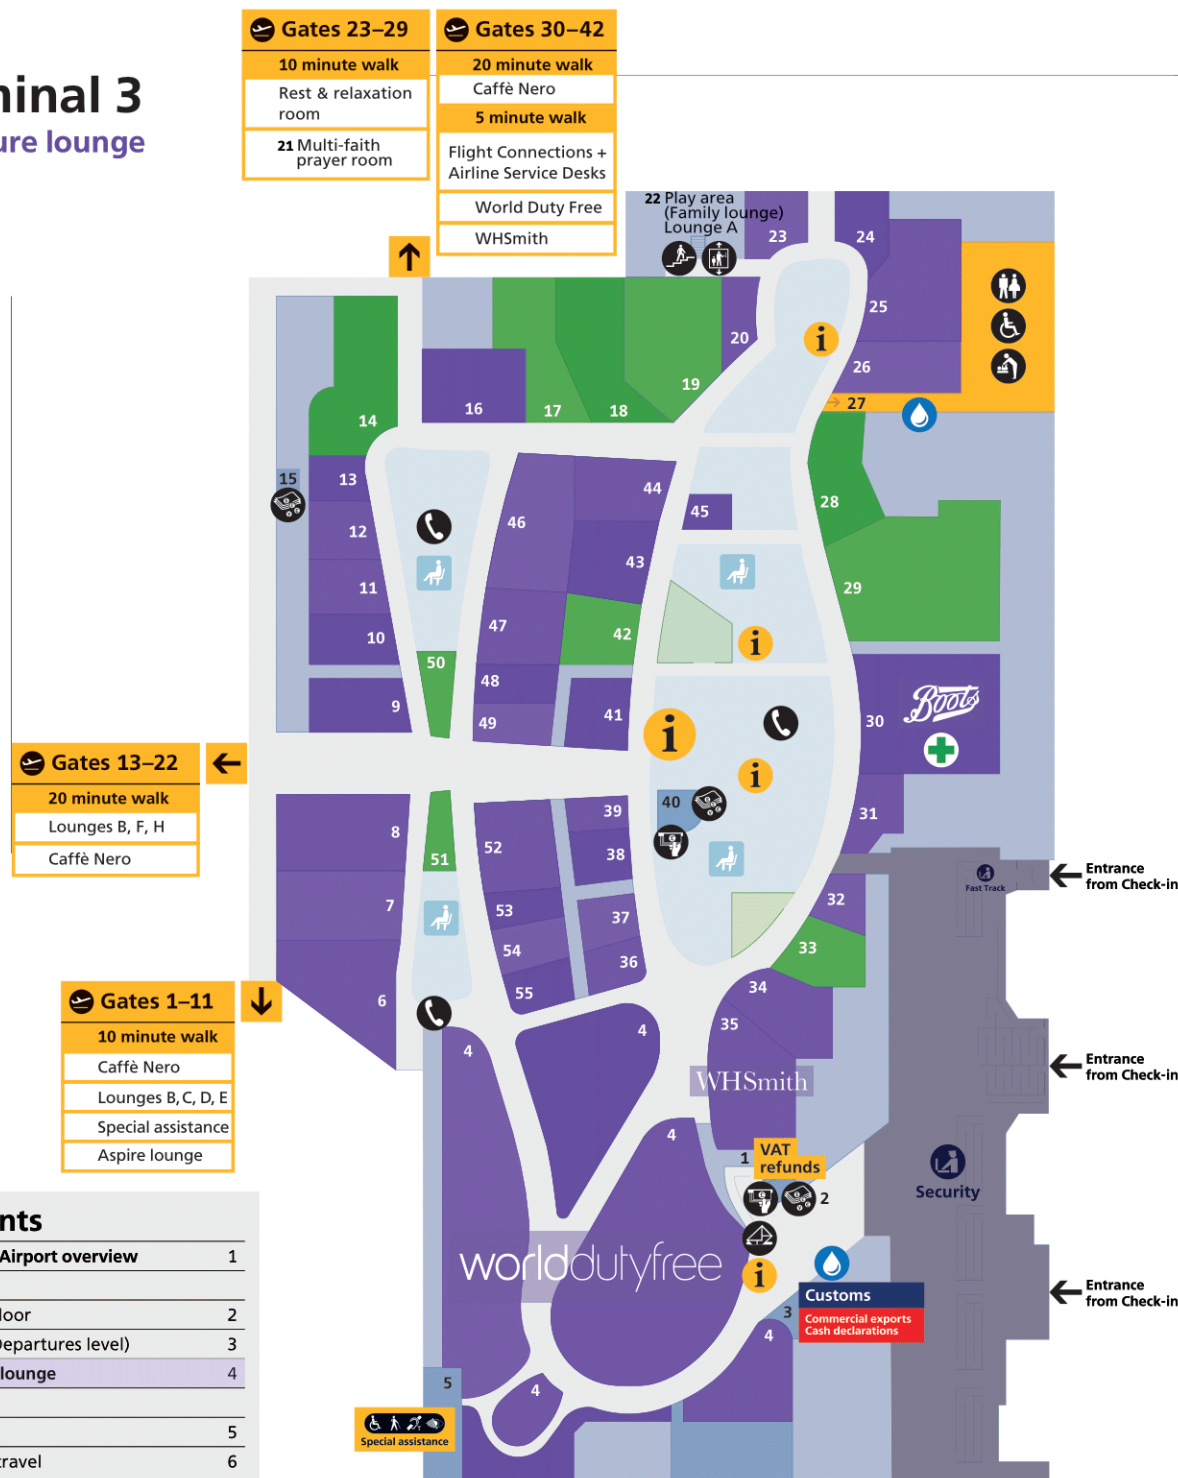 Gates 23–29
10 minute walk
Rest & relaxation
room
21 Multi-faith
prayer room
Gates 30–42
20 minute walk
Caffè Nero
5 minute walk
Flight Connections +
Airline Service Desks
World Duty Free
WHSmith
minal 3
ure lounge
22 Play area
(Family lounge)
Lounge A
23
24
25
20
i
26
27
19
16
17
18
14
15
13
12
11
10
9
44
45
46
43
28
29
47
42
i
50
48
49
41
30
Boots
i
i
Gates 13–22
20 minute walk
Lounges B, F, H
Caffè Nero
40
39
31
8
51
52
38
Entrance
from Check-in
Fast Track
7
53
37
32
54
36
33
55
34
6
35
4
4
Gates 1–11
10 minute walk
Caffè Nero
Lounges B, C, D, E
Special assistance
Aspire lounge
Entrance
from Check-in
WHSmith
4
1
VAT
refunds
2
Security
worlddutyfree
i
Customs
Commercial exports
Cash declarations
3
4
Entrance
from Check-in
5
4
Special assistance
nts
Airport overview 1
loor 2
Departures level) 3
lounge 4
5
travel 6